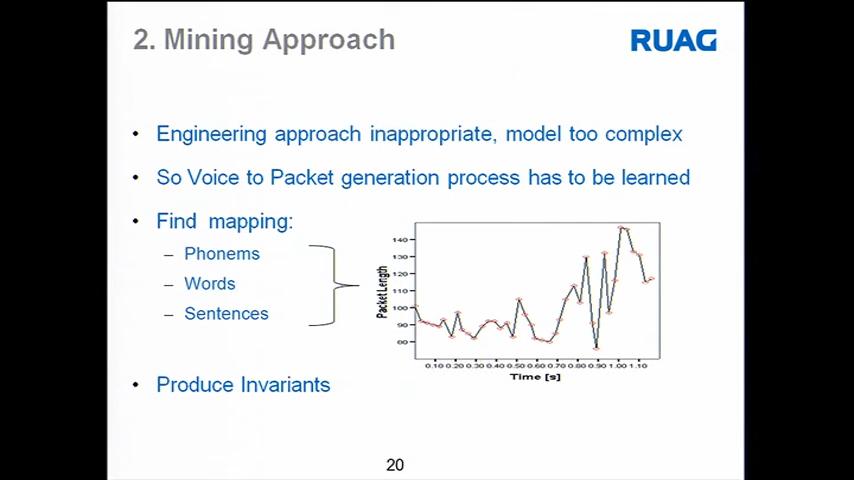 2. Mining Approach
RUAG
• Engineering approach inappropriate, model too complex
• So Voice to Packet generation process has to be learned
• Find mapping:
– Phonems
– Words
– Sentences
140
130
120
110
100
90
80
Packet Length
0.10 0.20 0.30 0.40 0.50 0.60 0.70 0.80 0.90 1.00 1.10
Time [s]
• Produce Invariants
20